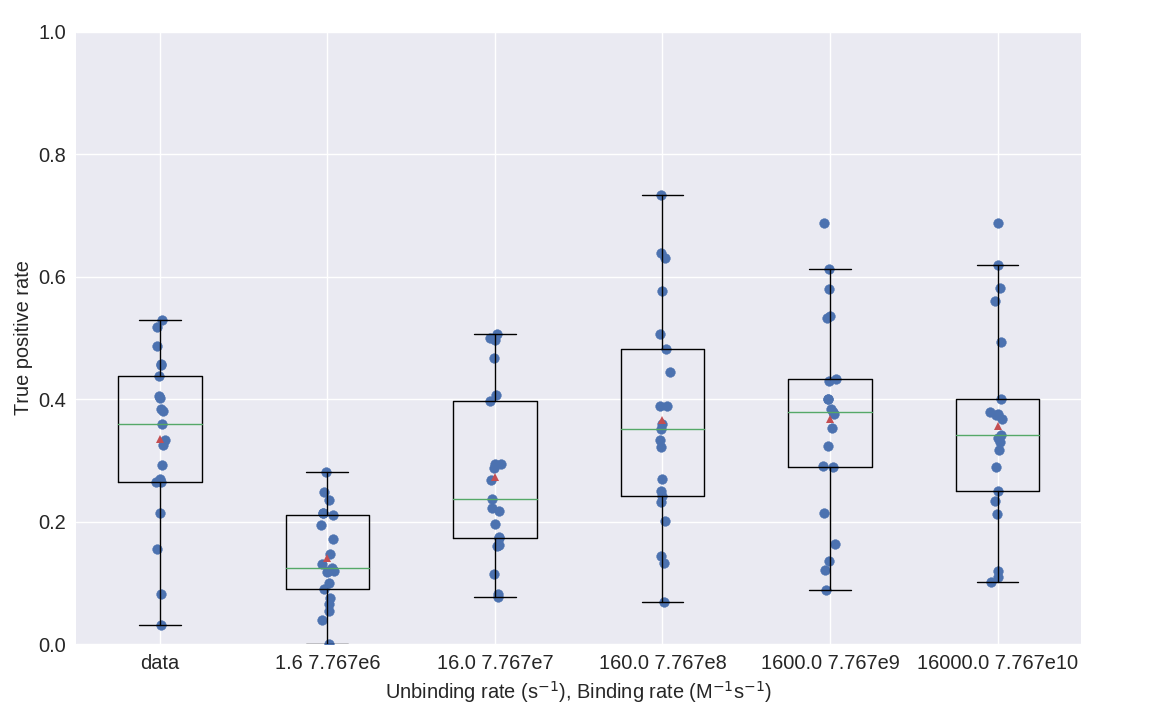 1.0
0.8
0.6
0.4
0.2
0.0
True positive rate
data 1.6 7.767e6 16.0 7.767e7 160.0 7.767e8 1600.0 7.767e9 16000.0 7.767e10
Unbinding rate (s⁻¹), Binding rate (M⁻¹s⁻¹)